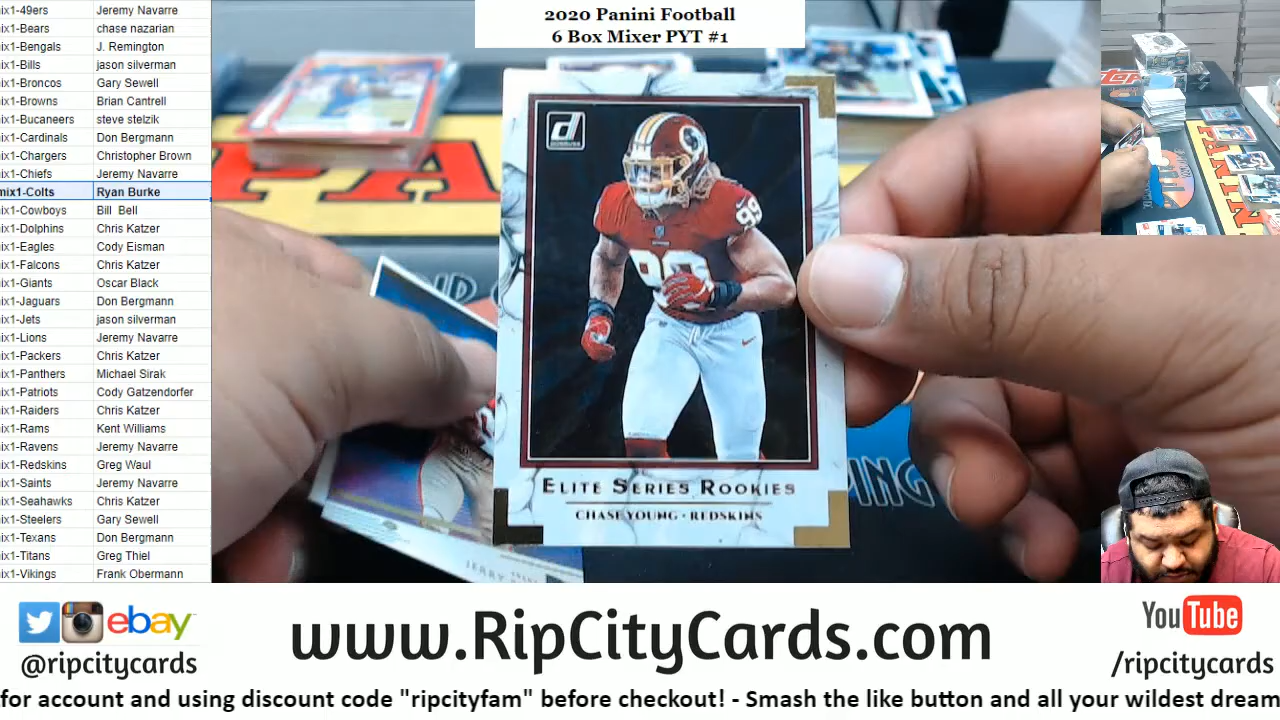 2020 Panini Football
6 Box Mixer PYT #1
ix1-49ers Jeremy Navarre
ix1-Bears chase nazarian
ix1-Bengals J. Remington
ix1-Bills jason silverman
ix1-Broncos Gary Sewell
ix1-Browns Brian Cantrell
ix1-Bucaneers steve stelzik
ix1-Cardinals Don Bergmann
ix1-Chargers Christopher Brown
ix1-Chiefs Jeremy Navarre
mix1-Colts Ryan Burke
ix1-Cowboys Bill Bell
ix1-Dolphins Chris Katzer
ix1-Eagles Cody Eisman
ix1-Falcons Chris Katzer
ix1-Giants Oscar Black
ix1-Jaguars Don Bergmann
ix1-Jets jason silverman
ix1-Lions Jeremy Navarre
ix1-Packers Chris Katzer
ix1-Panthers Michael Sirak
ix1-Patriots Cody Gatzendorfer
ix1-Raiders Chris Katzer
ix1-Rams Kent Williams
ix1-Ravens Jeremy Navarre
ix1-Redskins Greg Waul
ix1-Saints Jeremy Navarre
ix1-Seahawks Chris Katzer
ix1-Steelers Gary Sewell
ix1-Texans Don Bergmann
ix1-Titans Greg Thiel
ix1-Vikings Frank Obermann
d
DONRUSS
99
99
ELITE SERIES ROOKIES
CHASE YOUNG • REDSKINS
JERRY
PING
ebay
@ripcitycards
www.RipCityCards.com
YouTube
/ripcitycards
for account and using discount code "ripcityfam" before checkout! - Smash the like button and all your wildest dream